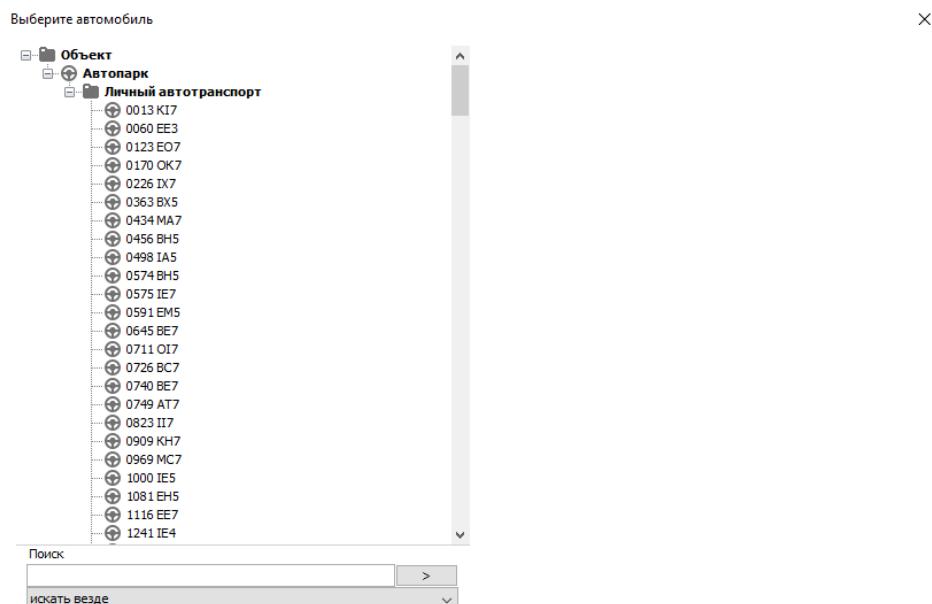 Выберите автомобиль
Объект
Автопарк
Личный автотранспорт
0013 KI7
0060 EE3
0123 EO7
0170 OK7
0226 IX7
0363 BX5
0434 MA7
0456 BH5
0498 IA5
0574 BH5
0575 IE7
0591 EM5
0645 BE7
0711 OI7
0726 BC7
0740 BE7
0749 AT7
0823 II7
0909 KH7
0969 MC7
1000 IE5
1081 EH5
1116 EE7
1241 IE4
Поиск
>
искать везде